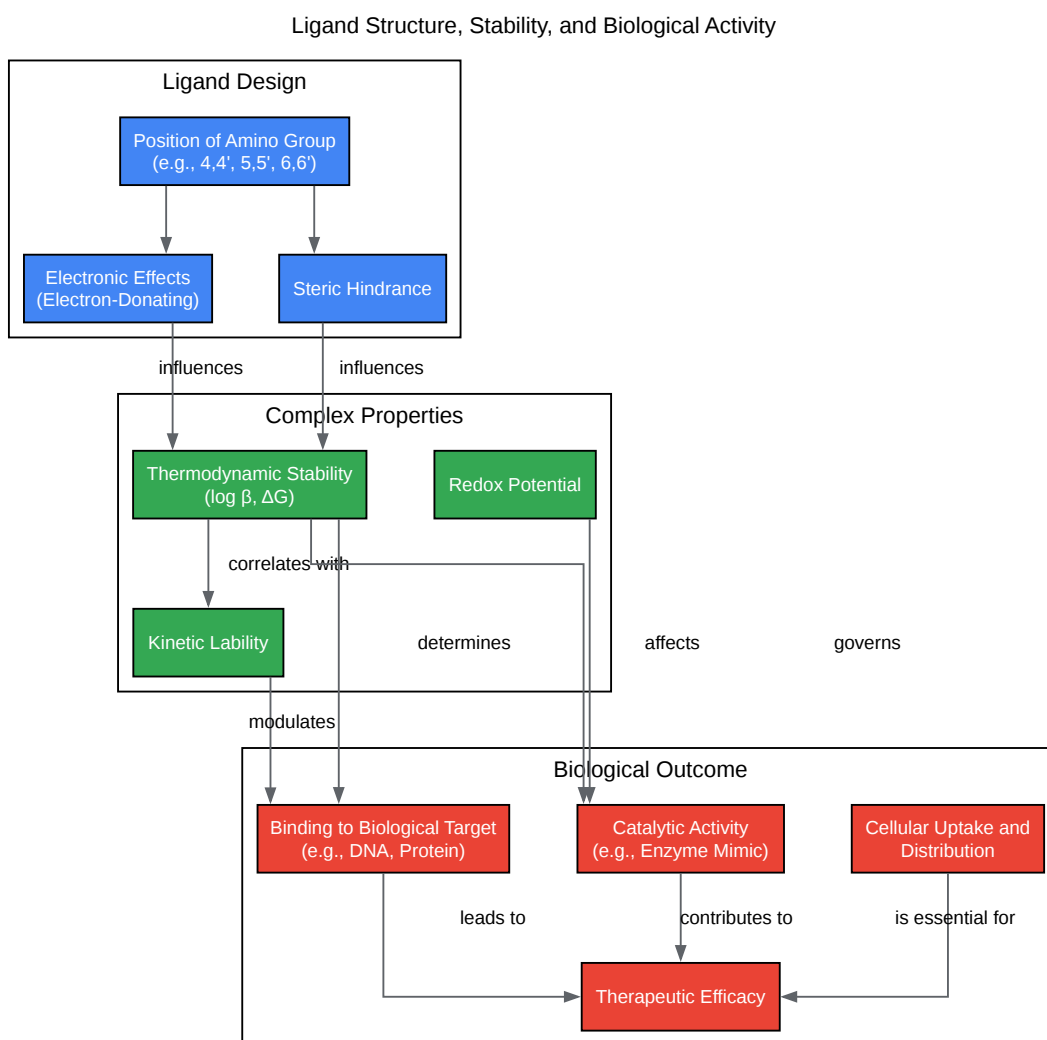 Ligand Structure, Stability, and Biological Activity
Ligand Design
Position of Amino Group
(e.g., 4,4', 5,5', 6,6')
Electronic Effects
(Electron-Donating)
Steric Hindrance
influences
influences
Complex Properties
Thermodynamic Stability
(log β, ΔG)
Redox Potential
correlates with
Kinetic Lability
determines
affects
governs
modulates
Biological Outcome
Binding to Biological Target
(e.g., DNA, Protein)
Catalytic Activity
(e.g., Enzyme Mimic)
Cellular Uptake and
Distribution
leads to
contributes to
is essential for
Therapeutic Efficacy